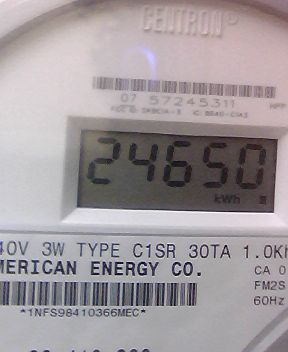 CENTRON
07 57245311
24650
kWh
40V 3W TYPE C1SR 30TA 1.0Kh
MERICAN ENERGY CO.
CA 0
FM2S
60Hz
*1NFS98410366MEC*